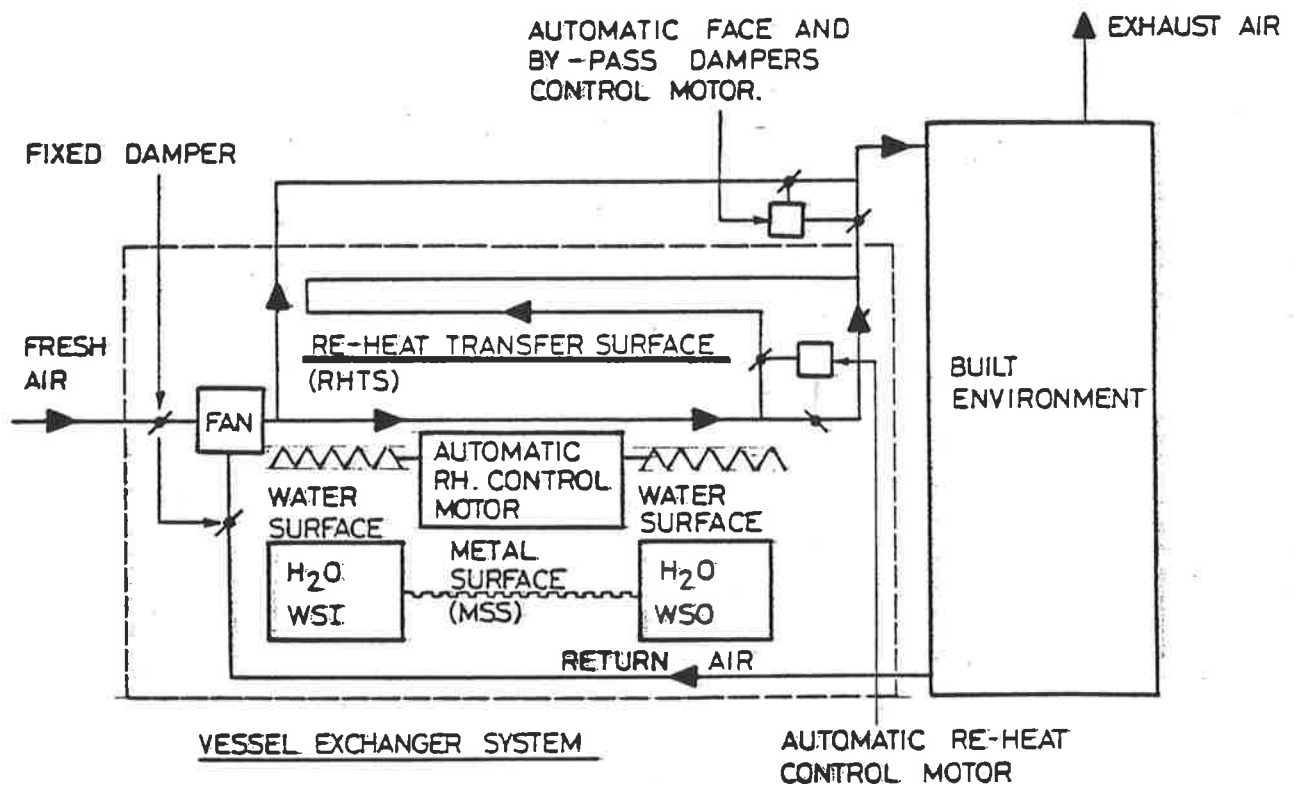 AUTOMATIC FACE AND
BY-PASS DAMPERS
CONTROL MOTOR.
EXHAUST AIR
FIXED DAMPER
FRESH
AIR
FAN
RE-HEAT TRANSFER SURFACE
(RHTS)
BUILT
ENVIRONMENT
AUTOMATIC
RH. CONTROL
MOTOR
WATER
SURFACE
WATER
SURFACE
H₂O
WSI
METAL
SURFACE
(MSS)
H₂O
WSO
RETURN AIR
VESSEL EXCHANGER SYSTEM
AUTOMATIC RE-HEAT
CONTROL MOTOR